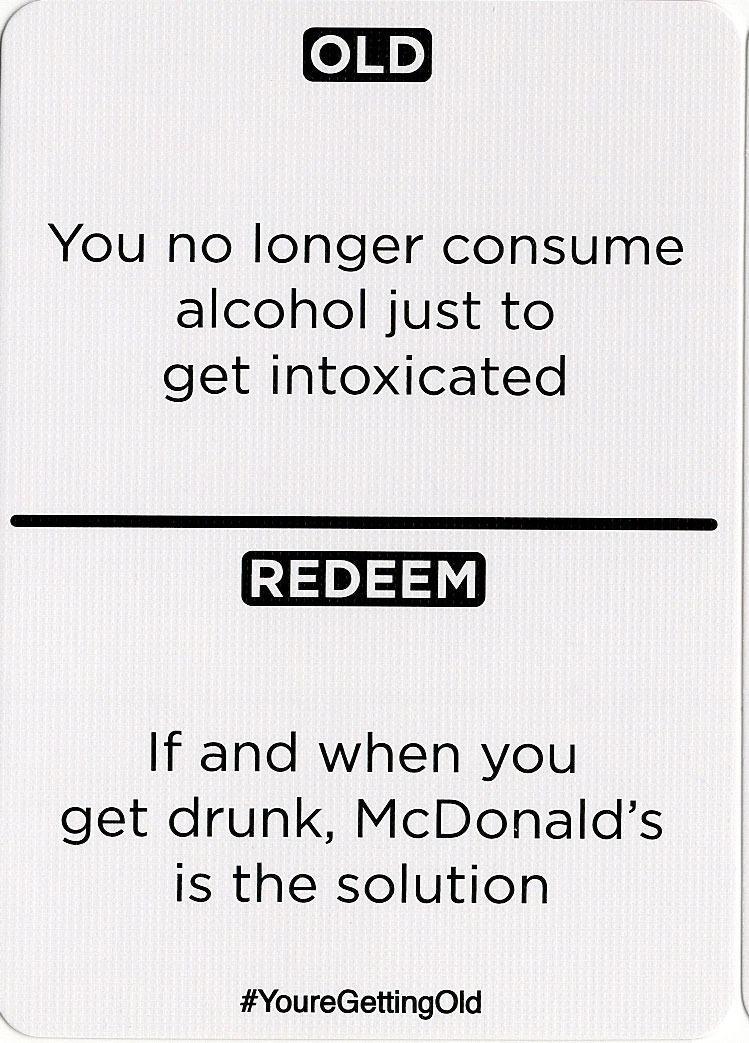 OLD
You no longer consume
alcohol just to
get intoxicated
REDEEM
If and when you
get drunk, McDonald’s
is the solution
#YoureGettingOld